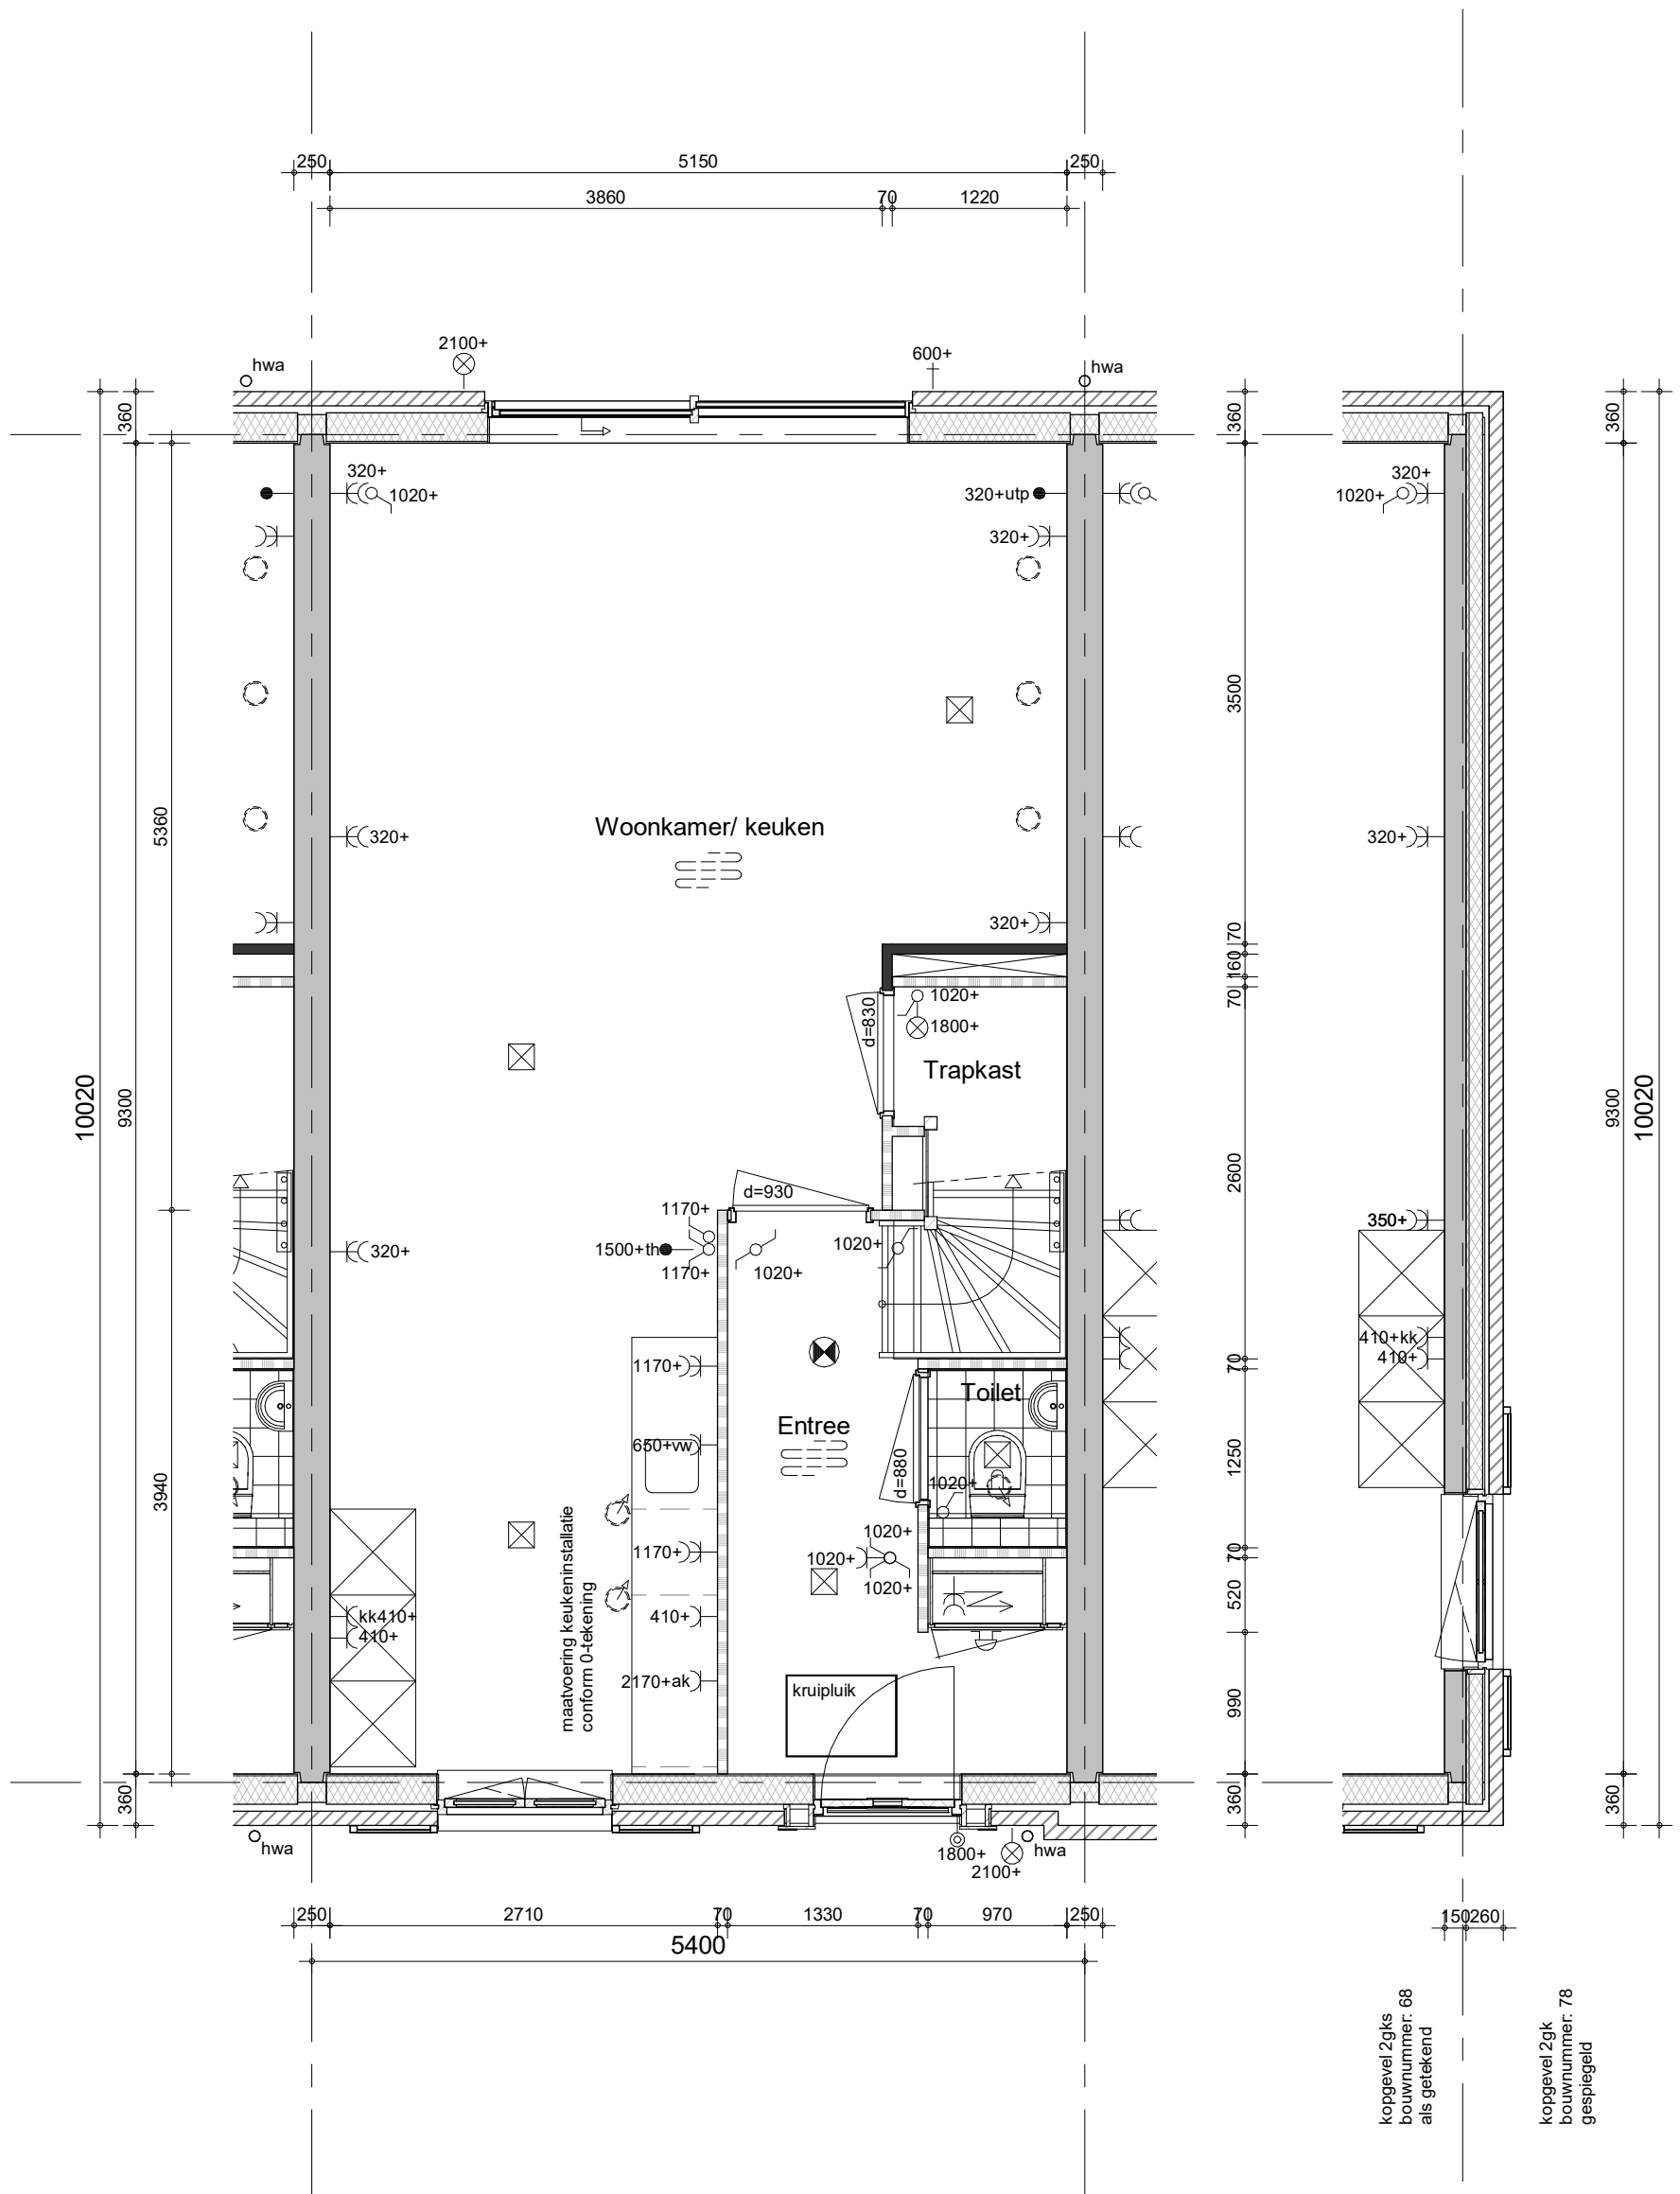 250
5150
250
3860
70
1220
2100+
600+
hwa
hwa
360
360
360
320+
1020+
320+utp
320+
1020+
320+
320+
3500
5360
Woonkamer/ keuken
320+
320+
320+
70
160
70
1020+
1800+
d=830
Trapkast
10020
9300
9300
10020
2600
d=930
1170+
1500+th
1170+
1020+
1020+
320+
350+
410+kk
410+
70
1170+
Toilet
Entree
650+vw
d=880
1020+
1250
3940
maatvoering keukeninstallatie
conform 0-tekening
1170+
1020+
1020+
1020+
70
520
kk410+
410+
410+
2170+ak
kruipluik
990
360
360
360
hwa
1800+
2100+
hwa
250
2710
70
1330
70
970
250
150
260
5400
kopgevel 2gks
bouwnummer: 68
als getekend
kopgevel 2gk
bouwnummer: 78
gespiegeld